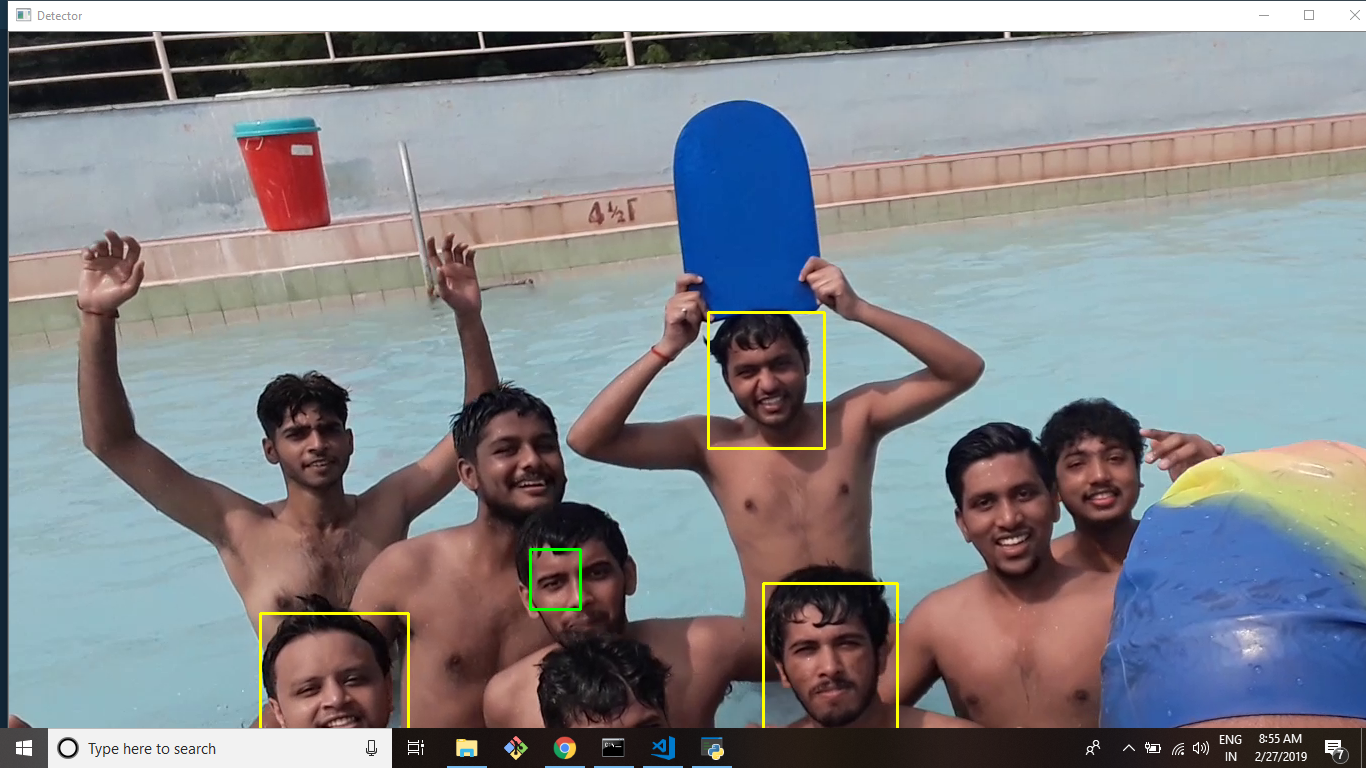 Detector
4½Γ
Type here to search
ENG
IN
8:55 AM
2/27/2019
7